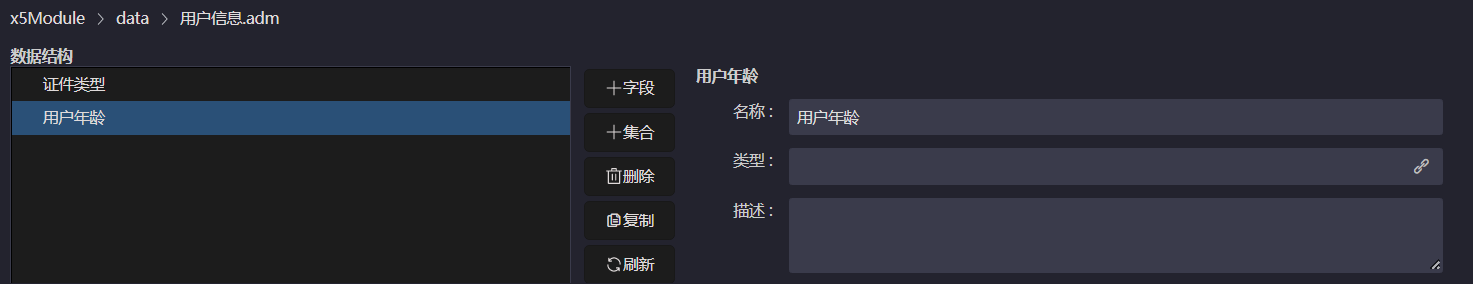 x5Module > data > 用户信息.adm
数据结构
证件类型
用户年龄
+字段
+集合
删除
复制
刷新
用户年龄
名称： 用户年龄
类型：
描述：